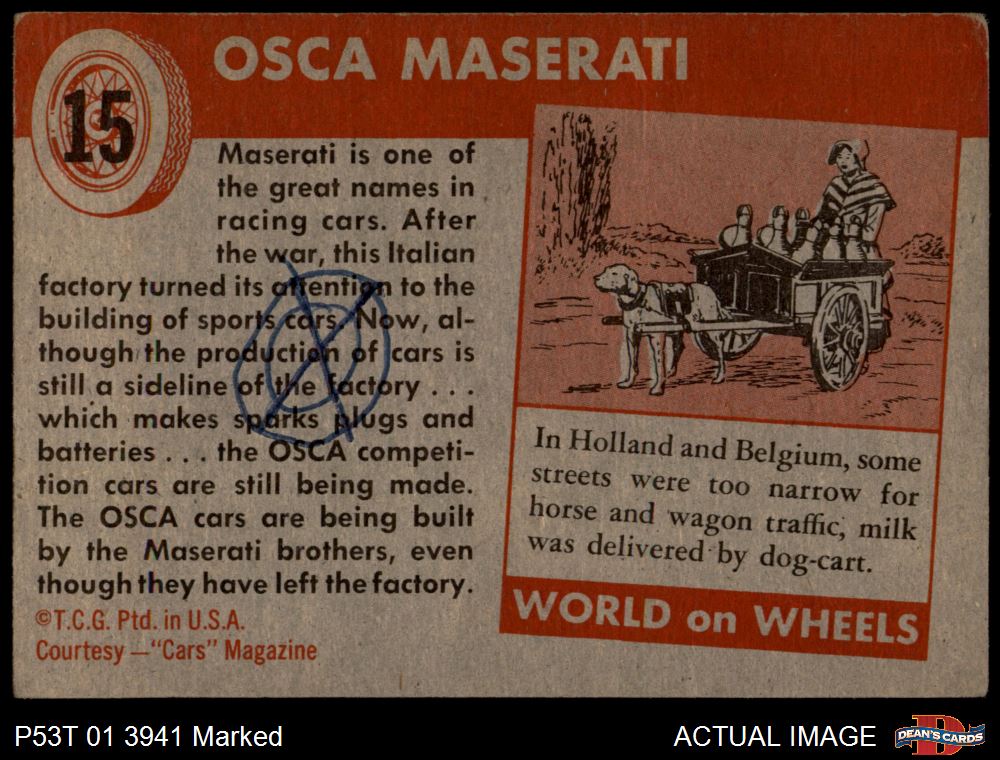 15
OSCA MASERATI
Maserati is one of
the great names in
racing cars. After
the war, this Italian
factory turned its attention to the
building of sports cars. Now, al-
though the production of cars is
still a sideline of the factory . . .
which makes sparks plugs and
batteries . . . the OSCA competi-
tion cars are still being made.
The OSCA cars are being built
by the Maserati brothers, even
though they have left the factory.
©T.C.G. Ptd. in U.S.A.
Courtesy—"Cars" Magazine
In Holland and Belgium, some
streets were too narrow for
horse and wagon traffic, milk
was delivered by dog-cart.
WORLD on WHEELS
P53T 01 3941 Marked
ACTUAL IMAGE
D
DEAN'S CARDS